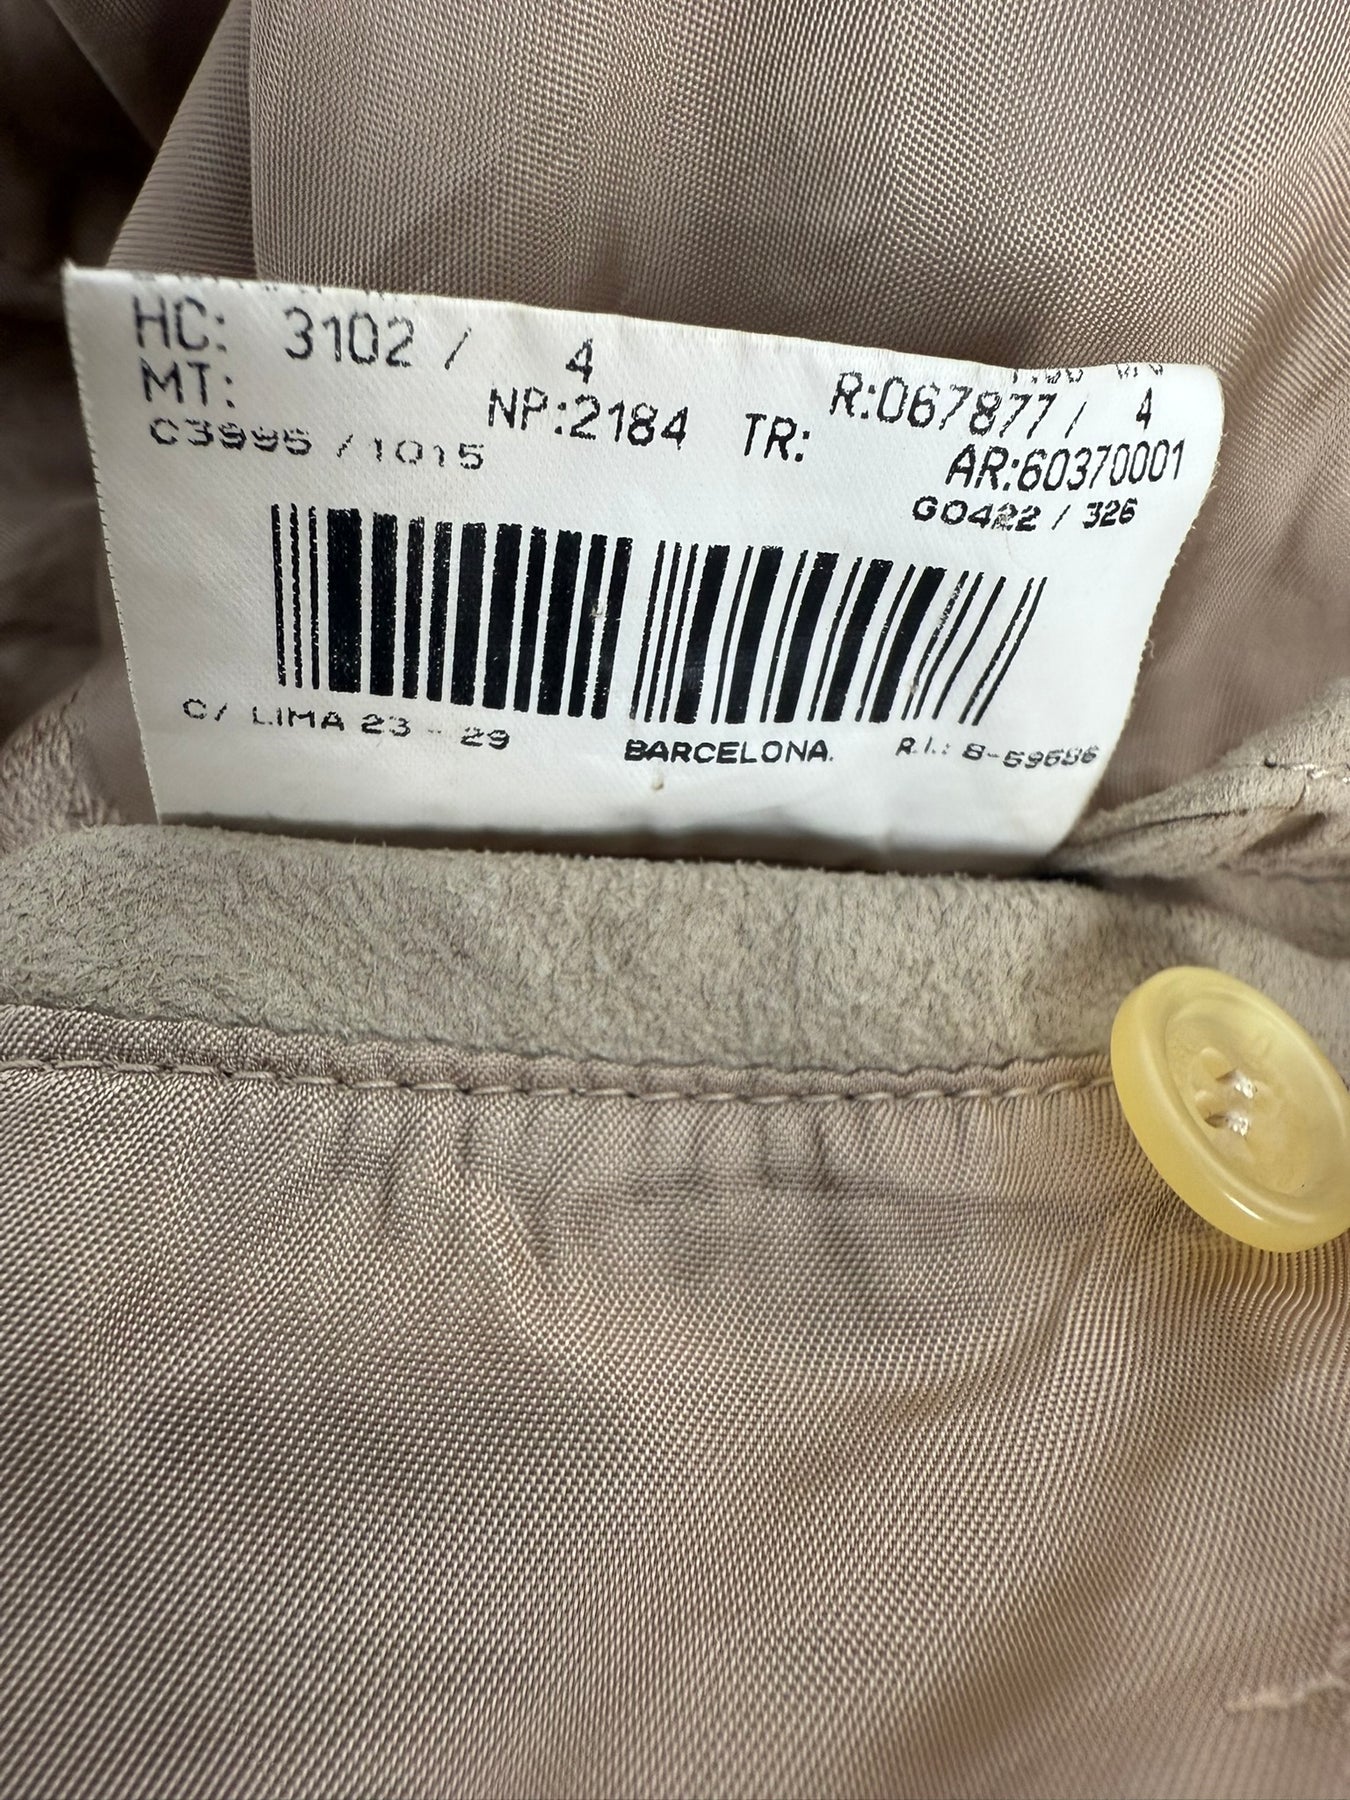 HC: 3102 / 4
R:067877 / 4
MT: NP:2184 TR: AR:60370001
C3995 / 1015 G0422 / 326
C/ LIMA 23 - 29 BARCELONA. R.I.: 8-59586